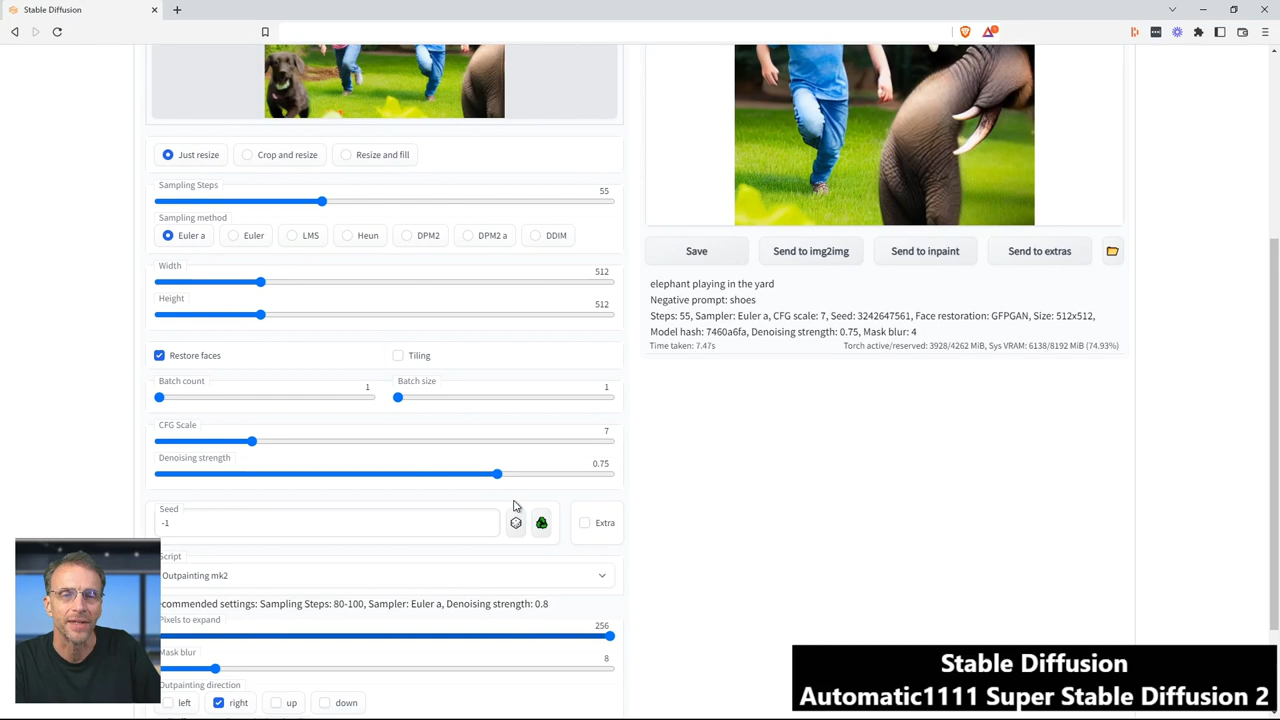 Stable Diffusion
Just resize Crop and resize Resize and fill
Sampling Steps
55
Sampling method
Euler a Euler LMS Heun DPM2 DPM2 a DDIM
Width
512
Height
512
Restore faces Tiling
Batch count 1 Batch size 1
CFG Scale
7
Denoising strength
0.75
Seed
-1
Extra
Script
Outpainting mk2
commended settings: Sampling Steps: 80-100, Sampler: Euler a, Denoising strength: 0.8
Pixels to expand
256
Mask blur
8
Outpainting direction
left right up down
Save Send to img2img Send to inpaint Send to extras
elephant playing in the yard
Negative prompt: shoes
Steps: 55, Sampler: Euler a, CFG scale: 7, Seed: 3242647561, Face restoration: GFPGAN, Size: 512x512,
Model hash: 7460a6fa, Denoising strength: 0.75, Mask blur: 4
Time taken: 7.47s Torch active/reserved: 3928/4262 MiB, Sys VRAM: 6138/8192 MiB (74.93%)
Stable Diffusion
Automatic1111 Super Stable Diffusion 2